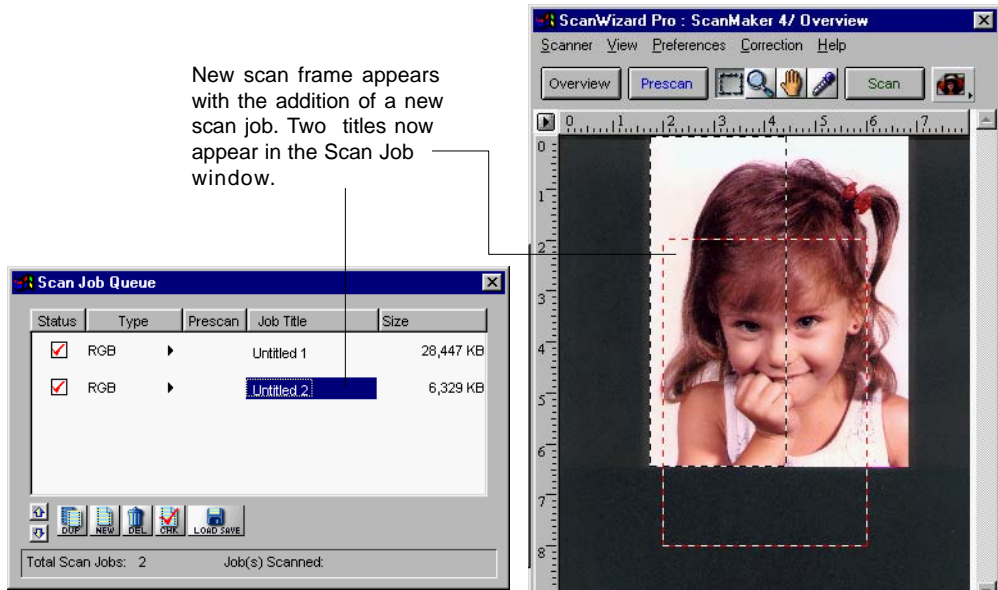 New scan frame appears
with the addition of a new
scan job. Two titles now
appear in the Scan Job
window.
Scan Job Queue
Status Type Prescan Job Title Size
RGB Untitled 1 28,447 KB
RGB Untitled 2 6,329 KB
DUP NEW DEL CHK LOAD SAVE
Total Scan Jobs: 2 Job(s) Scanned:
ScanWizard Pro : ScanMaker 4/ Overview
Scanner View Preferences Correction Help
Overview Prescan Scan
0 1 2 3 4 5 6 7
0
1
2
3
4
5
6
7
8